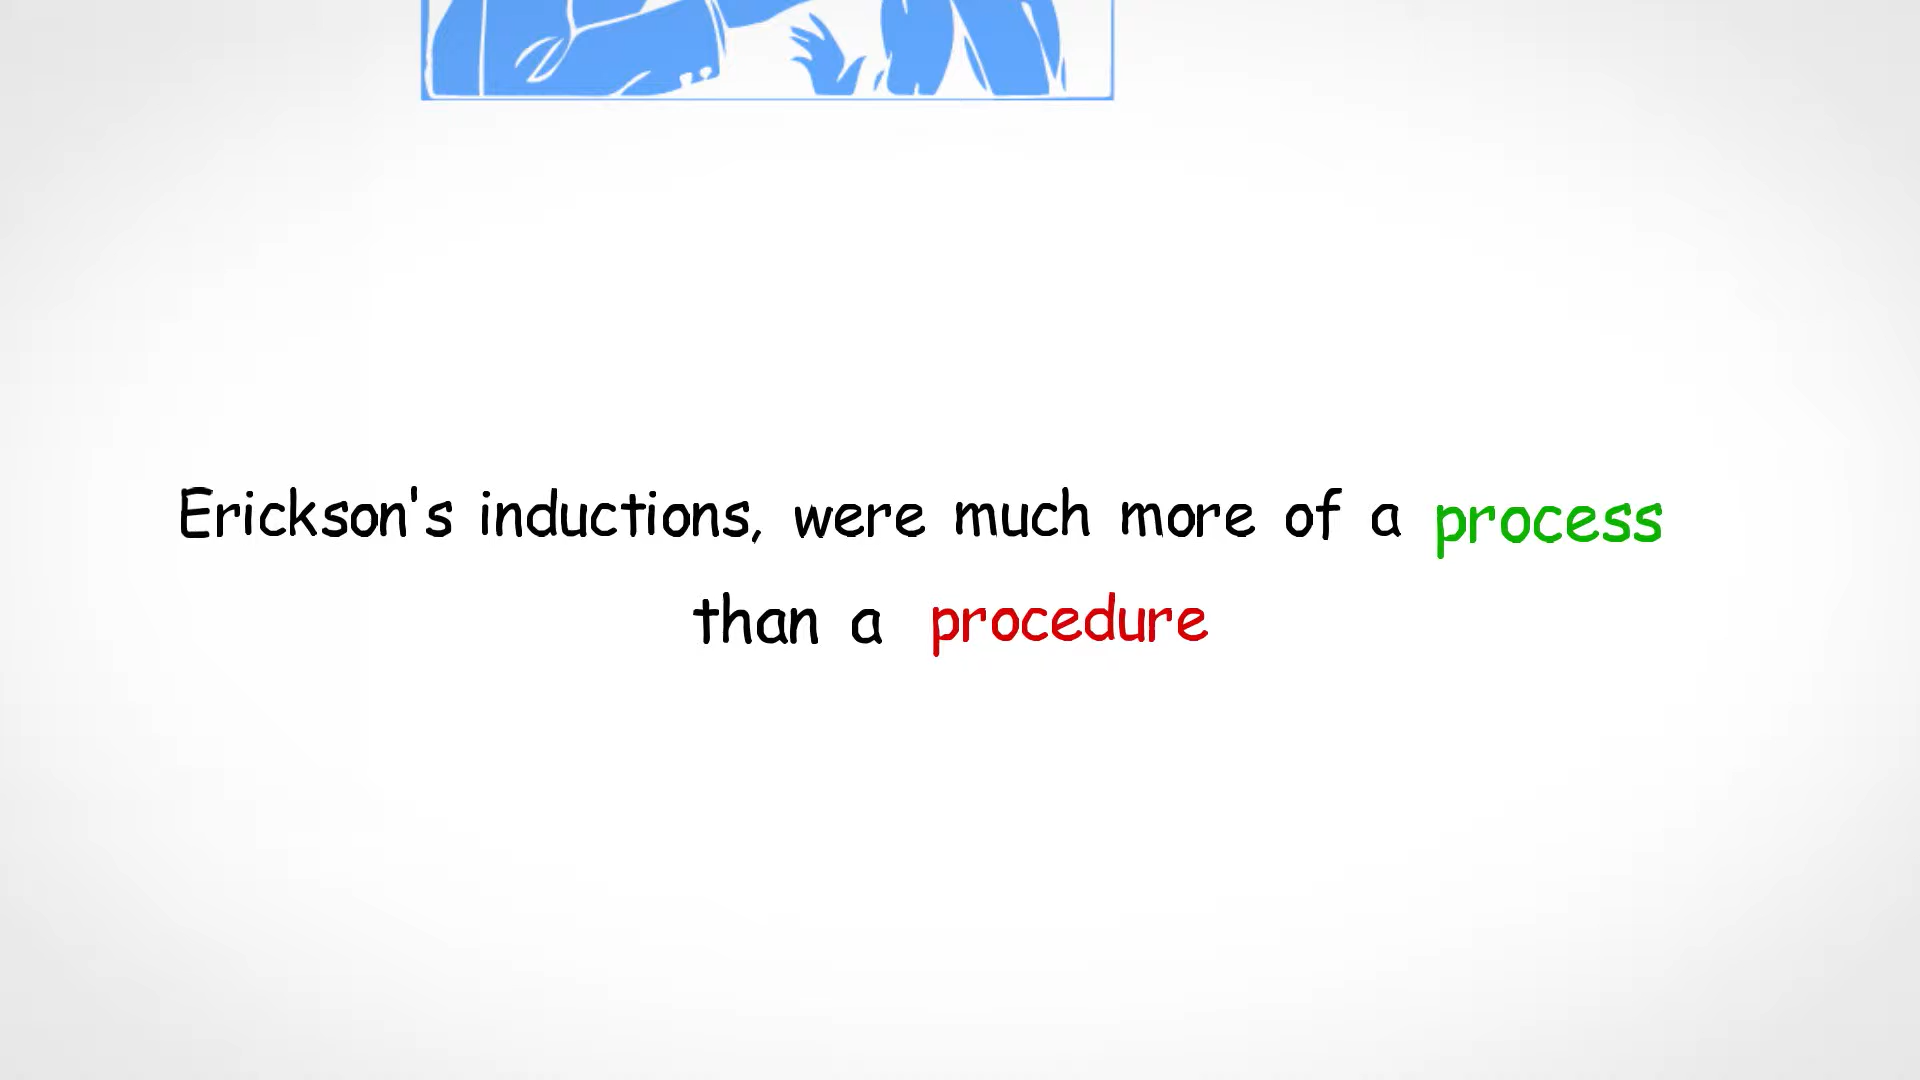 Erickson's inductions, were much more of a process
than a procedure